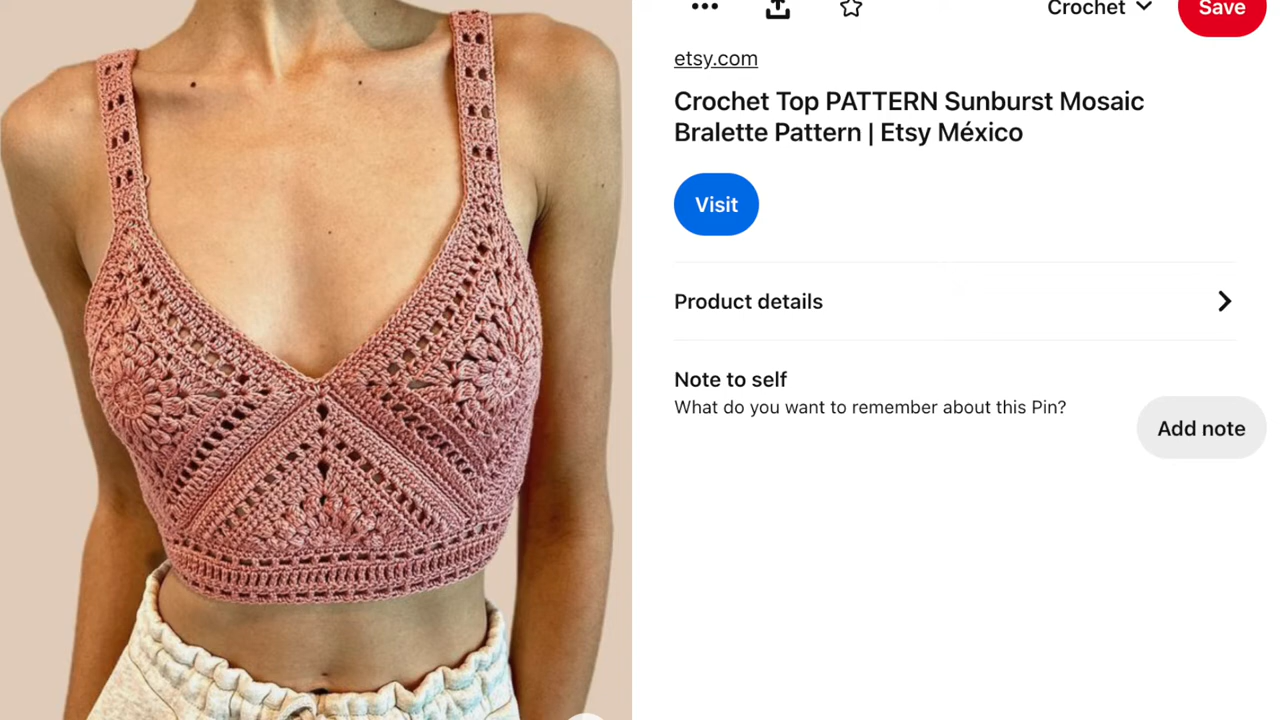 Crochet
Save
etsy.com
Crochet Top PATTERN Sunburst Mosaic
Bralette Pattern | Etsy México
Visit
Product details
Note to self
What do you want to remember about this Pin?
Add note